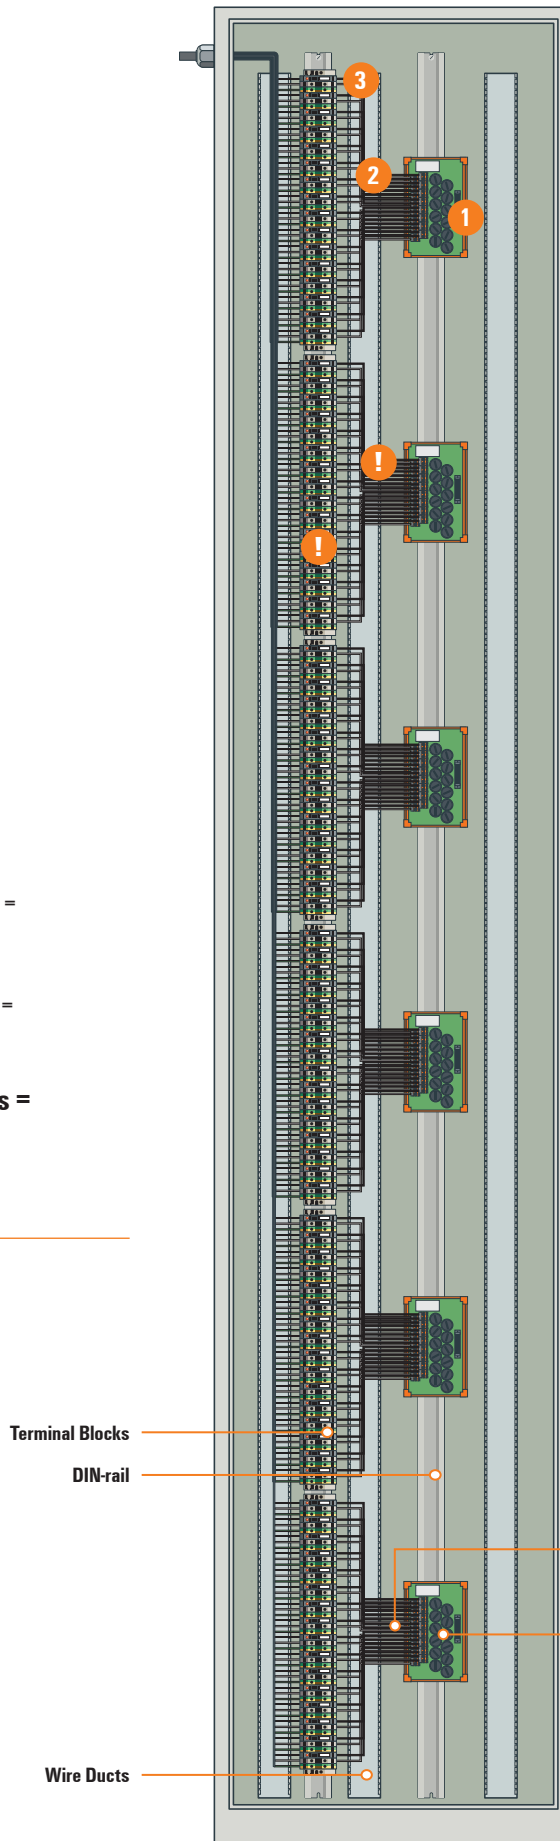 3
2
1
!
!
=
=
s =
Terminal Blocks
DIN-rail
Wire Ducts